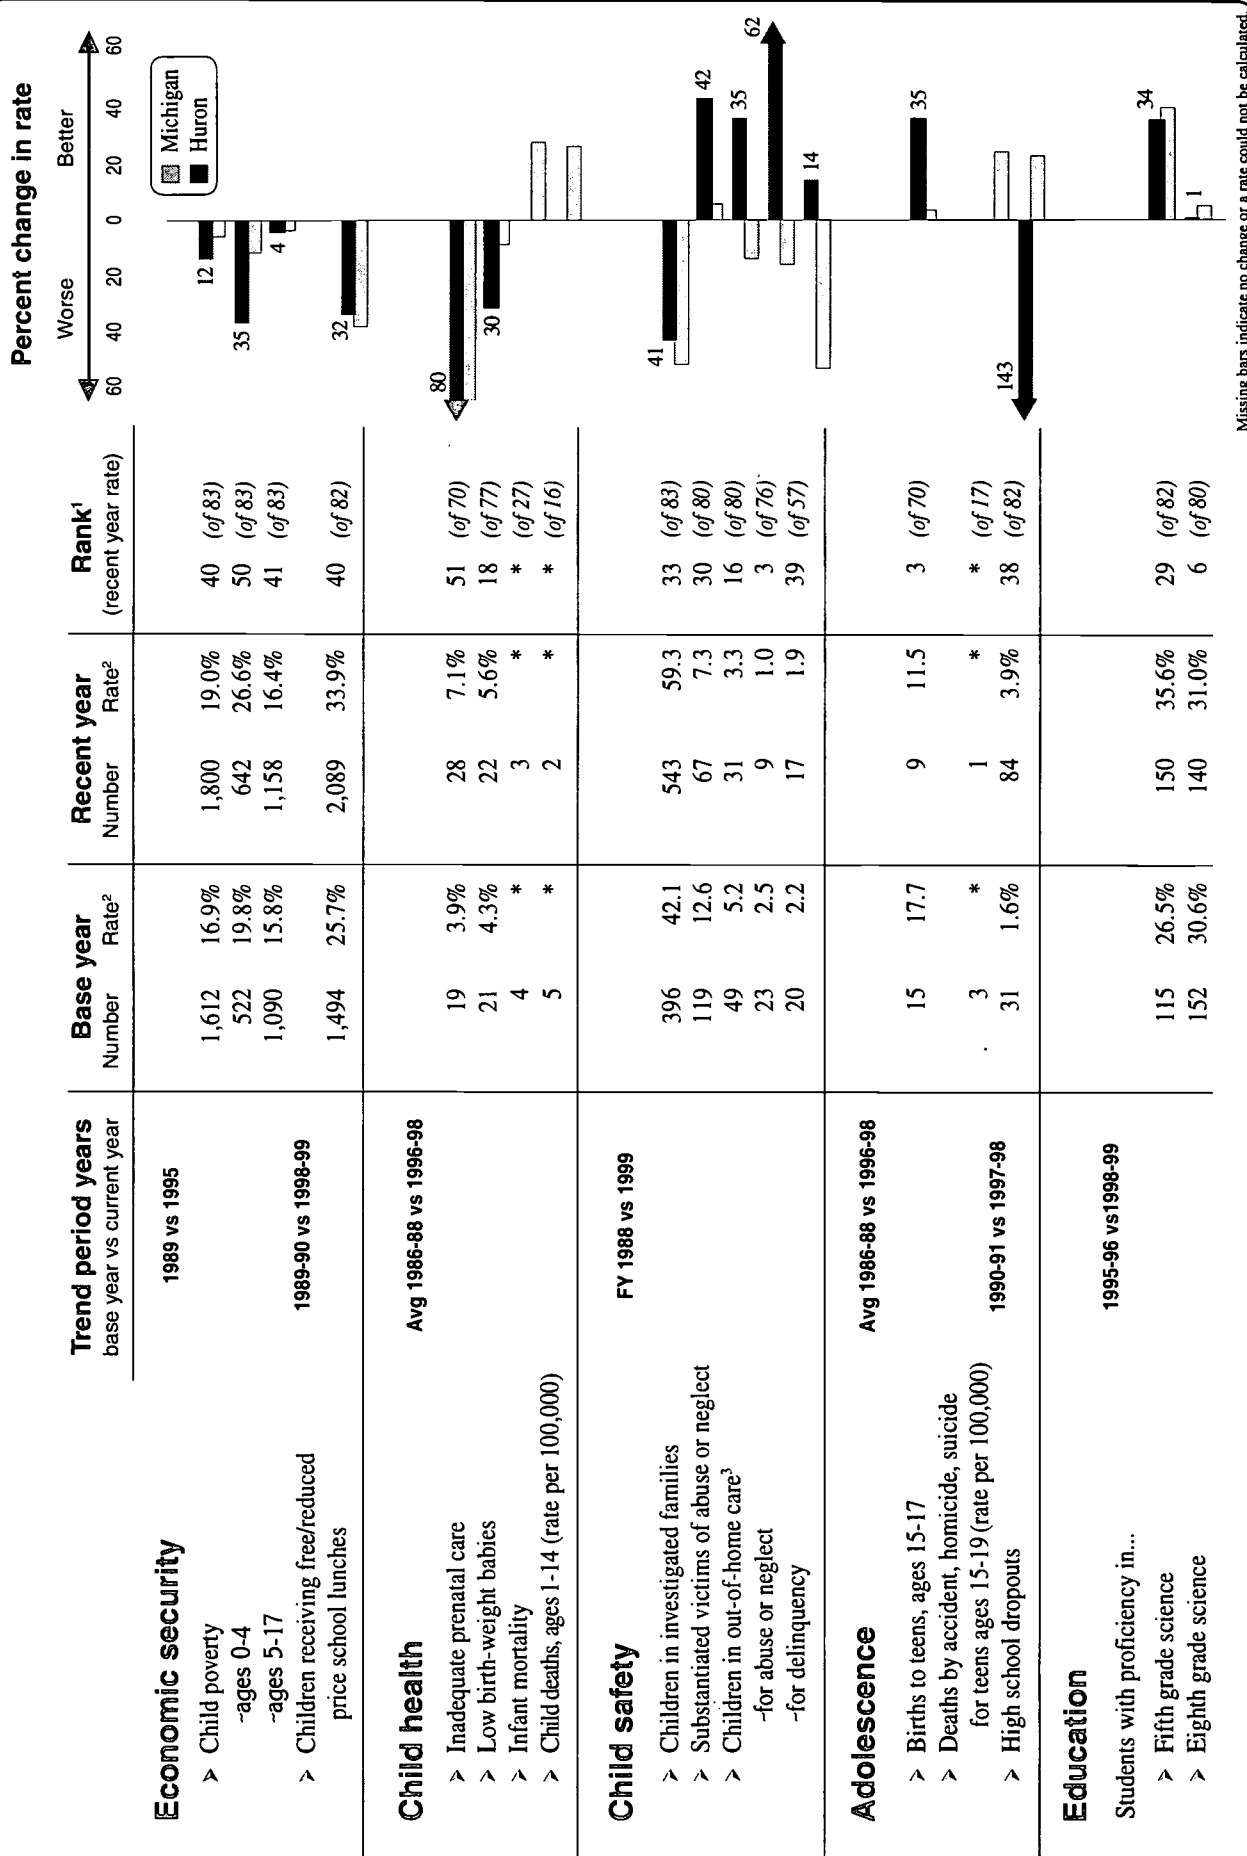 Trend period years Base year Recent year Rank¹ Percent change in rate
base year vs current year Number Rate² Number Rate² (recent year rate) Worse Better
60 40 20 0 20 40 60
Michigan
Huron
Economic security
1989 vs 1995
➤ Child poverty 1,612 16.9% 1,800 19.0% 40 (of 83) 12
-ages 0-4 522 19.8% 642 26.6% 50 (of 83) 35
-ages 5-17 1,090 15.8% 1,158 16.4% 41 (of 83) 4
➤ Children receiving free/reduced 1989-90 vs 1998-99
price school lunches 1,494 25.7% 2,089 33.9% 40 (of 82) 32
Child health
Avg 1986-88 vs 1996-98
➤ Inadequate prenatal care 19 3.9% 28 7.1% 51 (of 70) 80
➤ Low birth-weight babies 21 4.3% 22 5.6% 18 (of 77) 30
➤ Infant mortality 4 * 3 * * (of 27)
➤ Child deaths, ages 1-14 (rate per 100,000) 5 * 2 * * (of 16)
Child safety
FY 1988 vs 1999
➤ Children in investigated families 396 42.1 543 59.3 33 (of 83) 41
➤ Substantiated victims of abuse or neglect 119 12.6 67 7.3 30 (of 80) 42
➤ Children in out-of-home care³ 49 5.2 31 3.3 16 (of 80) 35
-for abuse or neglect 23 2.5 9 1.0 3 (of 76) 62
-for delinquency 20 2.2 17 1.9 39 (of 57) 14
Adolescence
Avg 1986-88 vs 1996-98
➤ Births to teens, ages 15-17 15 17.7 9 11.5 3 (of 70) 35
➤ Deaths by accident, homicide, suicide
for teens ages 15-19 (rate per 100,000) 3 * 1 * * (of 17)
➤ High school dropouts 1990-91 vs 1997-98 31 1.6% 84 3.9% 38 (of 82) 143
Education
1995-96 vs1998-99
Students with proficiency in...
➤ Fifth grade science 115 26.5% 150 35.6% 29 (of 82) 34
➤ Eighth grade science 152 30.6% 140 31.0% 6 (of 80) 1
Missing bars indicate no change or a rate could not be calculated.